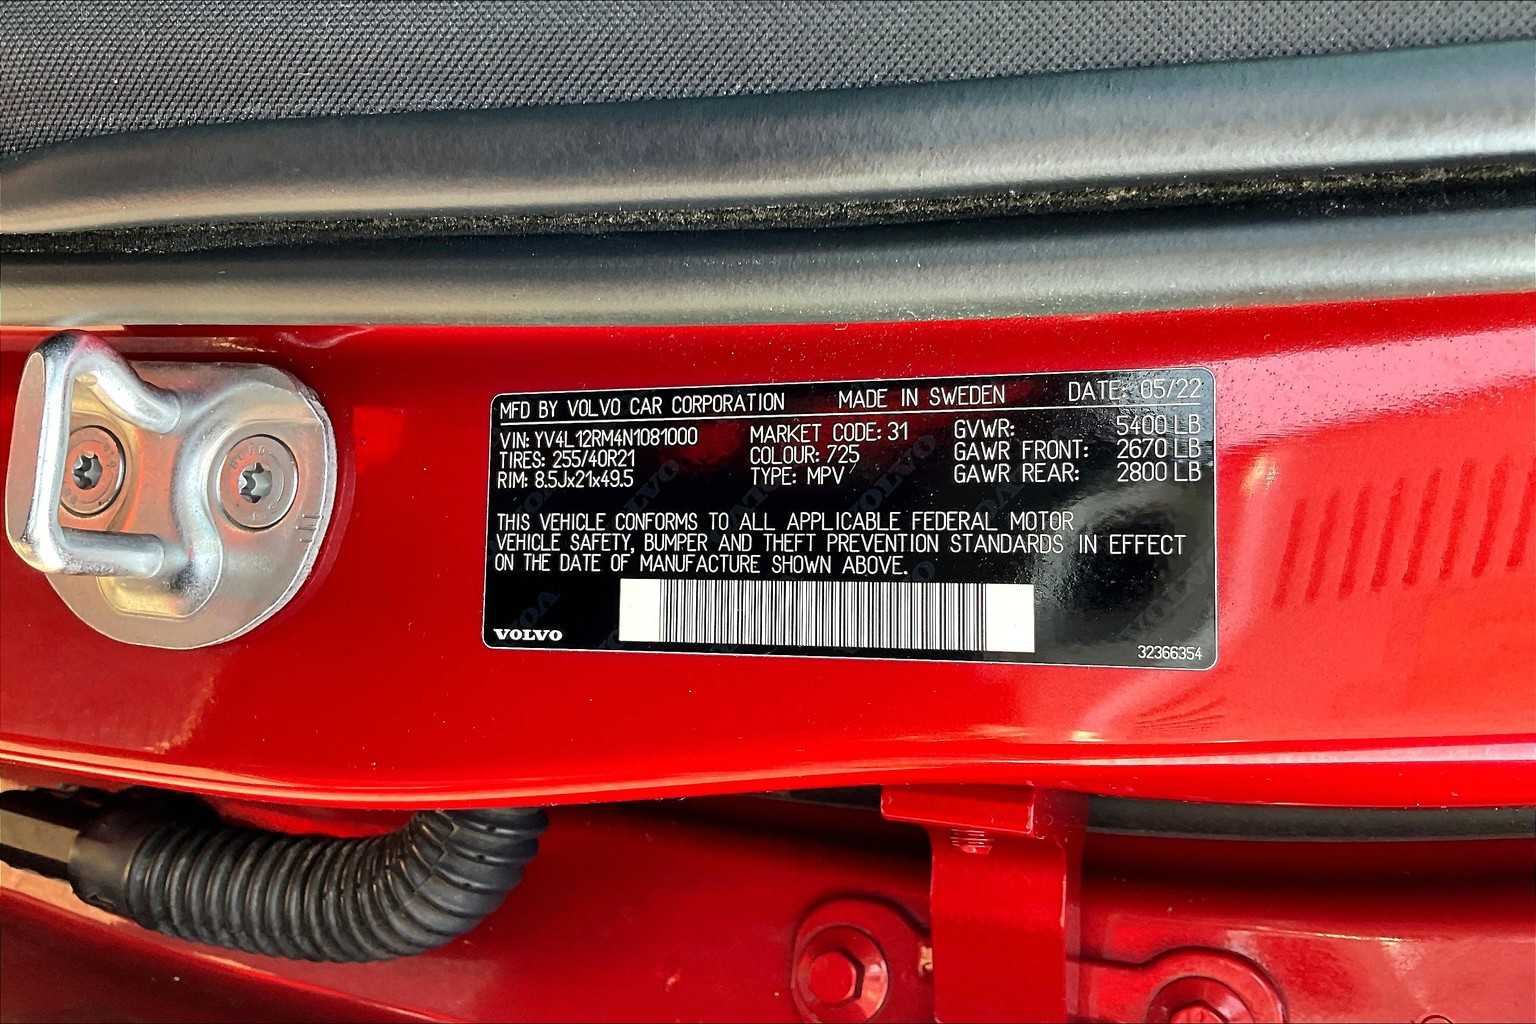 MFD BY VOLVO CAR CORPORATION MADE IN SWEDEN DATE: 05/22
VIN: YV4L12RM4N1081000 MARKET CODE: 31 GVWR: 5400 LB
TIRES: 255/40R21 COLOUR: 725 GAWR FRONT: 2670 LB
RIM: 8.5Jx21x49.5 TYPE: MPV GAWR REAR: 2800 LB
THIS VEHICLE CONFORMS TO ALL APPLICABLE FEDERAL MOTOR
VEHICLE SAFETY, BUMPER AND THEFT PREVENTION STANDARDS IN EFFECT
ON THE DATE OF MANUFACTURE SHOWN ABOVE.
VOLVO
32366354